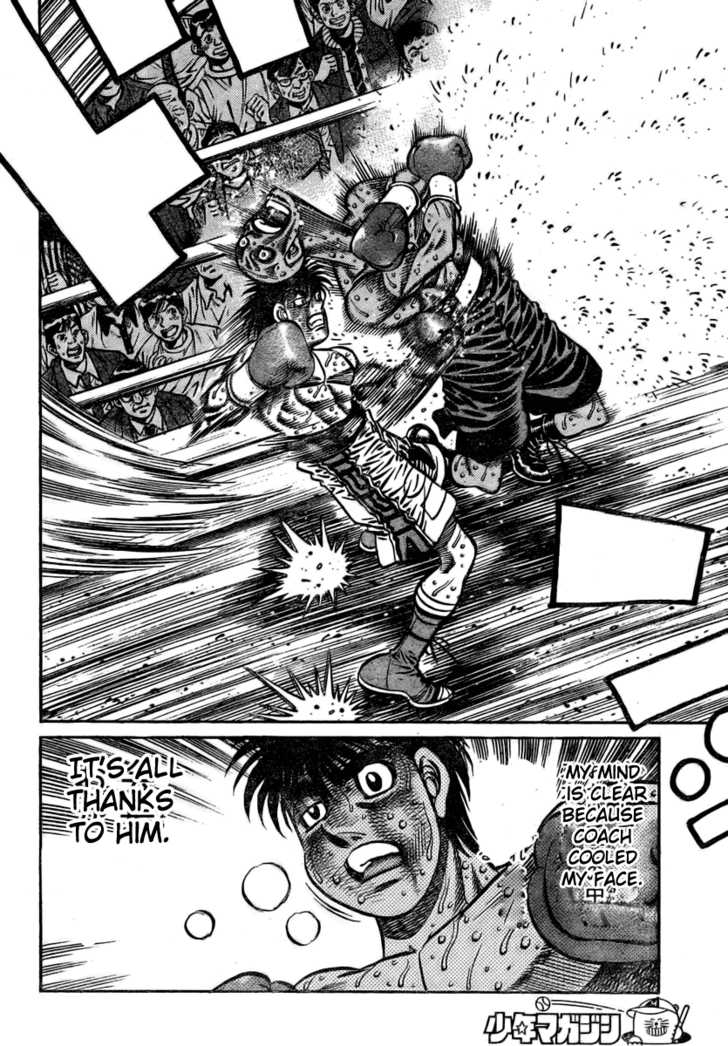 MY MIND
IS CLEAR
BECAUSE
COACH
COOLED
MY FACE.
中
IT'S ALL
THANKS
TO HIM.
少年マガジン